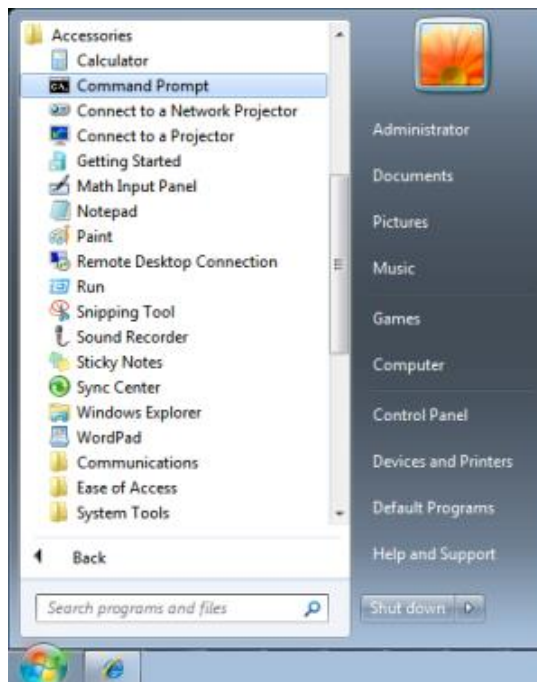 Accessories
Calculator
Command Prompt
Connect to a Network Projector
Connect to a Projector
Getting Started
Math Input Panel
Notepad
Paint
Remote Desktop Connection
Run
Snipping Tool
Sound Recorder
Sticky Notes
Sync Center
Windows Explorer
WordPad
Communications
Ease of Access
System Tools
Back
Search programs and files
Administrator
Documents
Pictures
Music
Games
Computer
Control Panel
Devices and Printers
Default Programs
Help and Support
Shut down